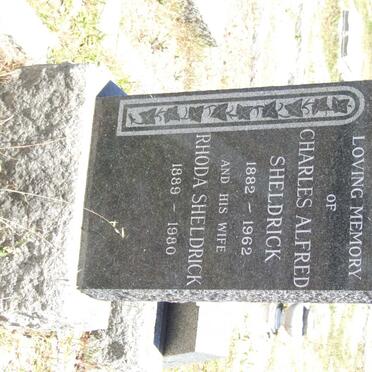 LOVING MEMORY
OF
CHARLES ALFRED
SHELDRICK
1882 - 1962
AND HIS WIFE
RHODA SHELDRICK
1889 - 1980